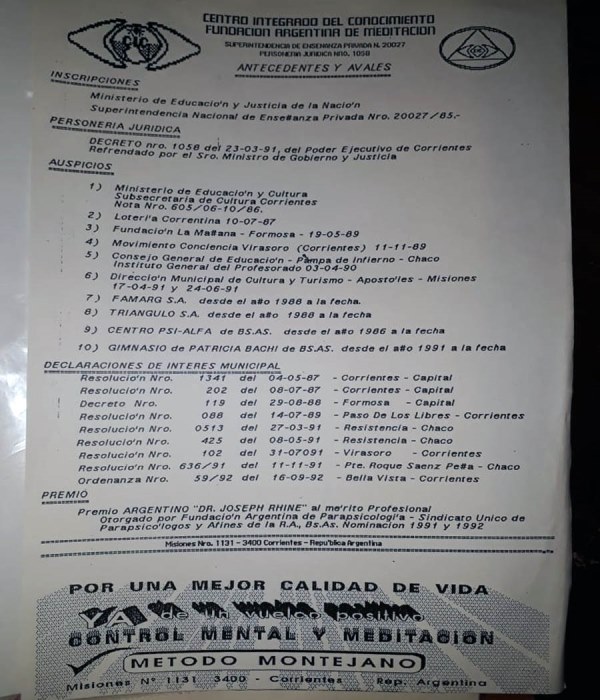 CENTRO INTEGRADO DEL CONOCIMIENTO
FUNDACION ARGENTINA DE MEDITACION
SUPERINTENDENCIA DE ENSEÑANZA PRIVADA N. 20027
PERSONERIA JURIDICA NRO. 1058
CIC
ANTECEDENTES Y AVALES
INSCRIPCIONES
Ministerio de Educacio'n y Justicia de la Nacio'n
Superintendencia Nacional de Enseñanza Privada Nro. 20027/85.-
PERSONERIA JURIDICA
DECRETO nro. 1058 del 23-03-91, del Poder Ejecutivo de Corrientes
Refrendado por el Sro. Ministro de Gobierno y Justicia
AUSPICIOS
1) Ministerio de Educacio'n y Cultura
Subsecretaria de Cultura Corrientes
Nota Nro. 605/06-10/86.
2) Loteri'a Correntina 10-07-87
3) Fundacio'n La Mañana - Formosa - 19-05-89
4) Movimiento Conciencia Virasoro (Corrientes) 11-11-89
5) Consejo General de Educacio'n - Pampa de Infierno - Chaco
Instituto General del Profesorado 03-04-90
6) Direccio'n Municipal de Cultura y Turismo - Aposto'les - Misiones
17-04-91 y 24-06-91
7) FAMARG S.A. desde el año 1986 a la fecha.
8) TRIANGULO S.A. desde el año 1988 a la fecha
9) CENTRO PSI-ALFA de BS.AS. desde el año 1986 a la fecha
10) GIMNASIO de PATRICIA BACHI de BS.AS. desde el año 1991 a la fecha
DECLARACIONES DE INTERES MUNICIPAL
Resolucio'n Nro. 1341 del 04-05-87 - Corrientes - Capital
Resolucio'n Nro. 202 del 08-07-87 - Corrientes - Capital
Decreto Nro. 119 del 29-08-88 - Formosa - Capital
Resolucio'n Nro. 088 del 14-07-89 - Paso De Los Libres - Corrientes
Resolucio'n Nro. 0513 del 27-03-91 - Resistencia - Chaco
Resolucio'n Nro. 425 del 08-05-91 - Resistencia - Chaco
Resolucio'n Nro. 102 del 31-07091 - Virasoro - Corrientes
Resolucio'n Nro. 636/91 del 11-11-91 - Pte. Roque Saenz Peña - Chaco
Ordenanza Nro. 59/92 del 16-09-92 - Bella Vista - Corrientes
PREMIO
Premio ARGENTINO "DR. JOSEPH RHINE" al me'rito Profesional
Otorgado por Fundacio'n Argentina de Parapsicologi'a - Sindicato Unico de
Parapsico'logos y Afines de la R.A., Bs.As. Nominacion 1991 y 1992
Misiones Nro. 1131 - 3400 Corrientes - Repu'blica Argentina
POR UNA MEJOR CALIDAD DE VIDA
YA de un vuelco positivo
CONTROL MENTAL Y MEDITACION
METODO MONTEJANO
Misiones Nº 1131 3400 - Corrientes Rep. Argentina